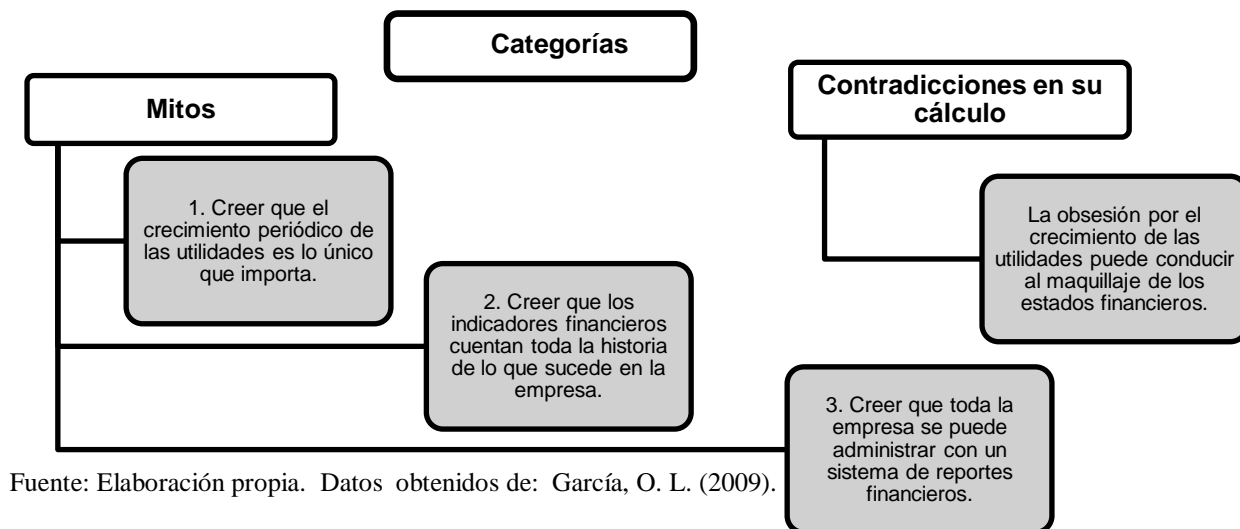 Categorías
Mitos
Contradicciones en su
cálculo
1. Creer que el
crecimiento periódico de
las utilidades es lo único
que importa.
2. Creer que los
indicadores financieros
cuentan toda la historia
de lo que sucede en la
empresa.
La obsesión por el
crecimiento de las
utilidades puede conducir
al maquillaje de los
estados financieros.
3. Creer que toda la
empresa se puede
administrar con un
sistema de reportes
financieros.
Fuente: Elaboración propia.  Datos  obtenidos de:  García, O. L. (2009).